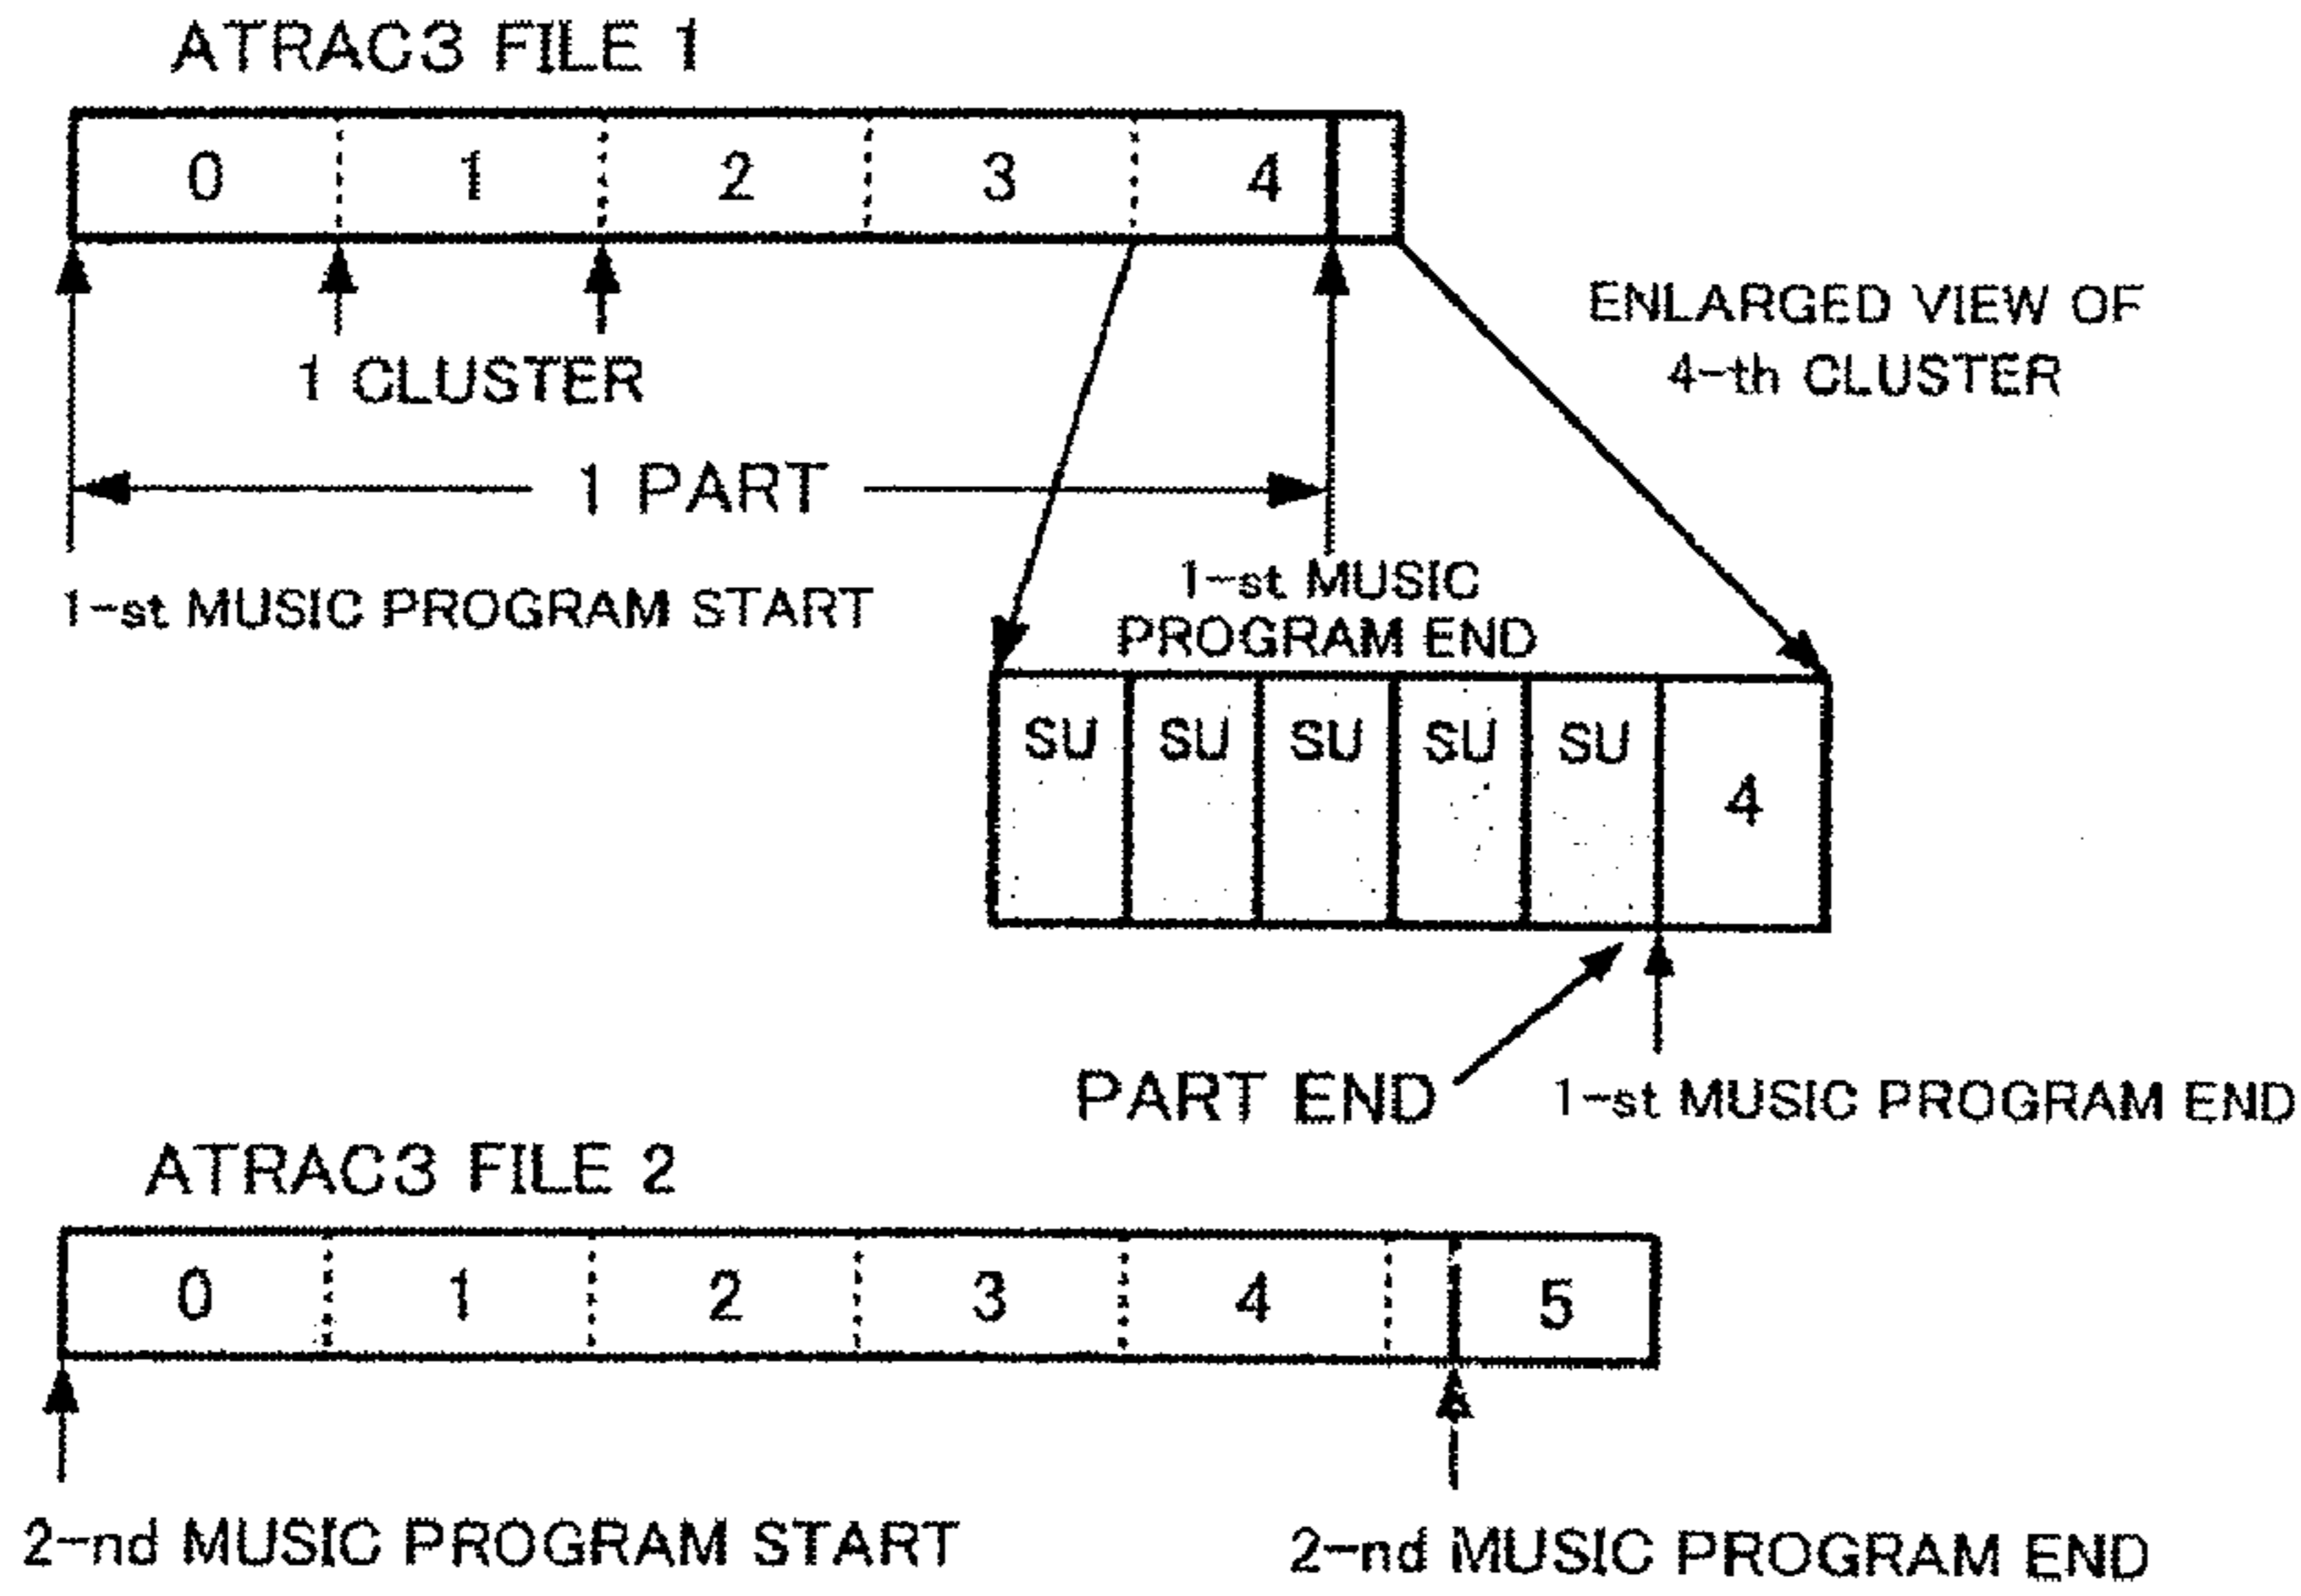 ATRAC3 FILE 1
0 1 2 3 4
ENLARGED VIEW OF
4-th CLUSTER
1 CLUSTER
1 PART
1-st MUSIC PROGRAM START
1-st MUSIC
PROGRAM END
SU SU SU SU SU
4
PART END
1-st MUSIC PROGRAM END
ATRAC3 FILE 2
0 1 2 3 4 5
2-nd MUSIC PROGRAM START
2-nd MUSIC PROGRAM END